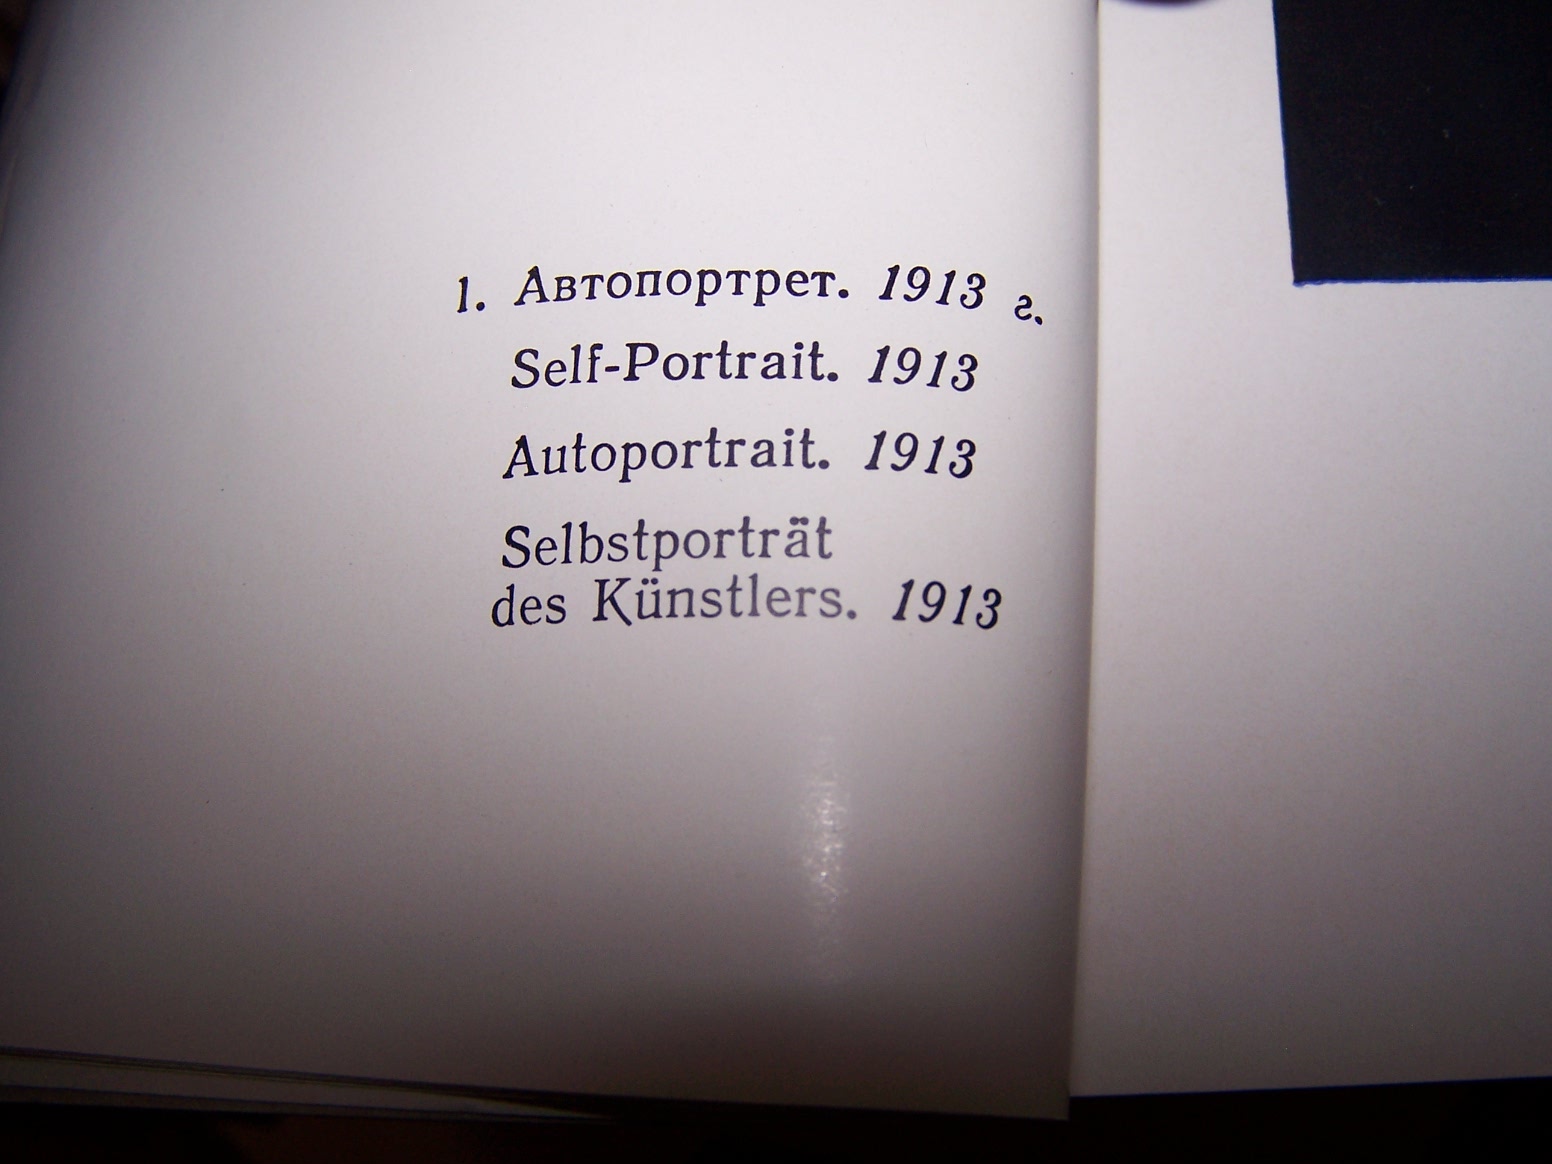 1. Автопортрет. 1913 г.
Self-Portrait. 1913
Autoportrait. 1913
Selbstporträt
des Künstlers. 1913